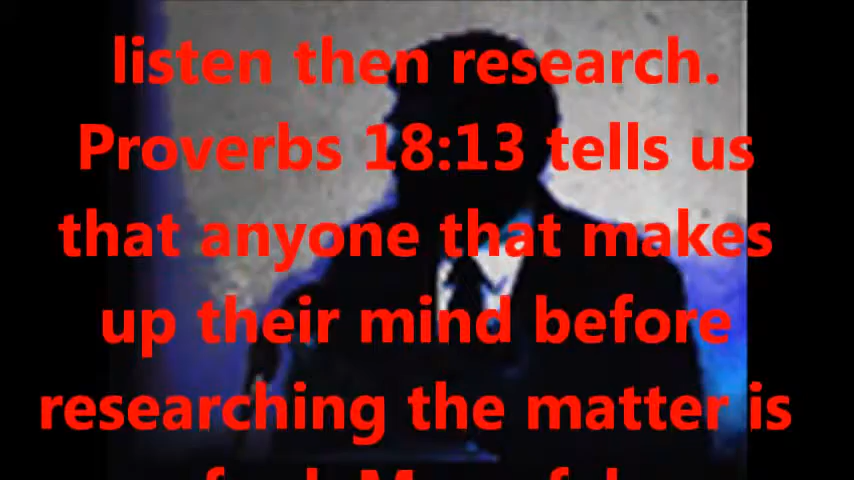 listen then research.
Proverbs 18:13 tells us
that anyone that makes
up their mind before
researching the matter is